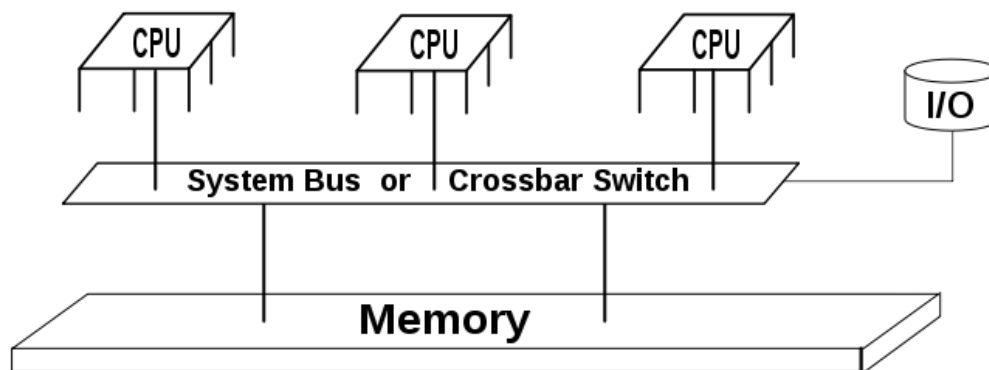 CPU
CPU
CPU
I/O
System Bus or Crossbar Switch
Memory